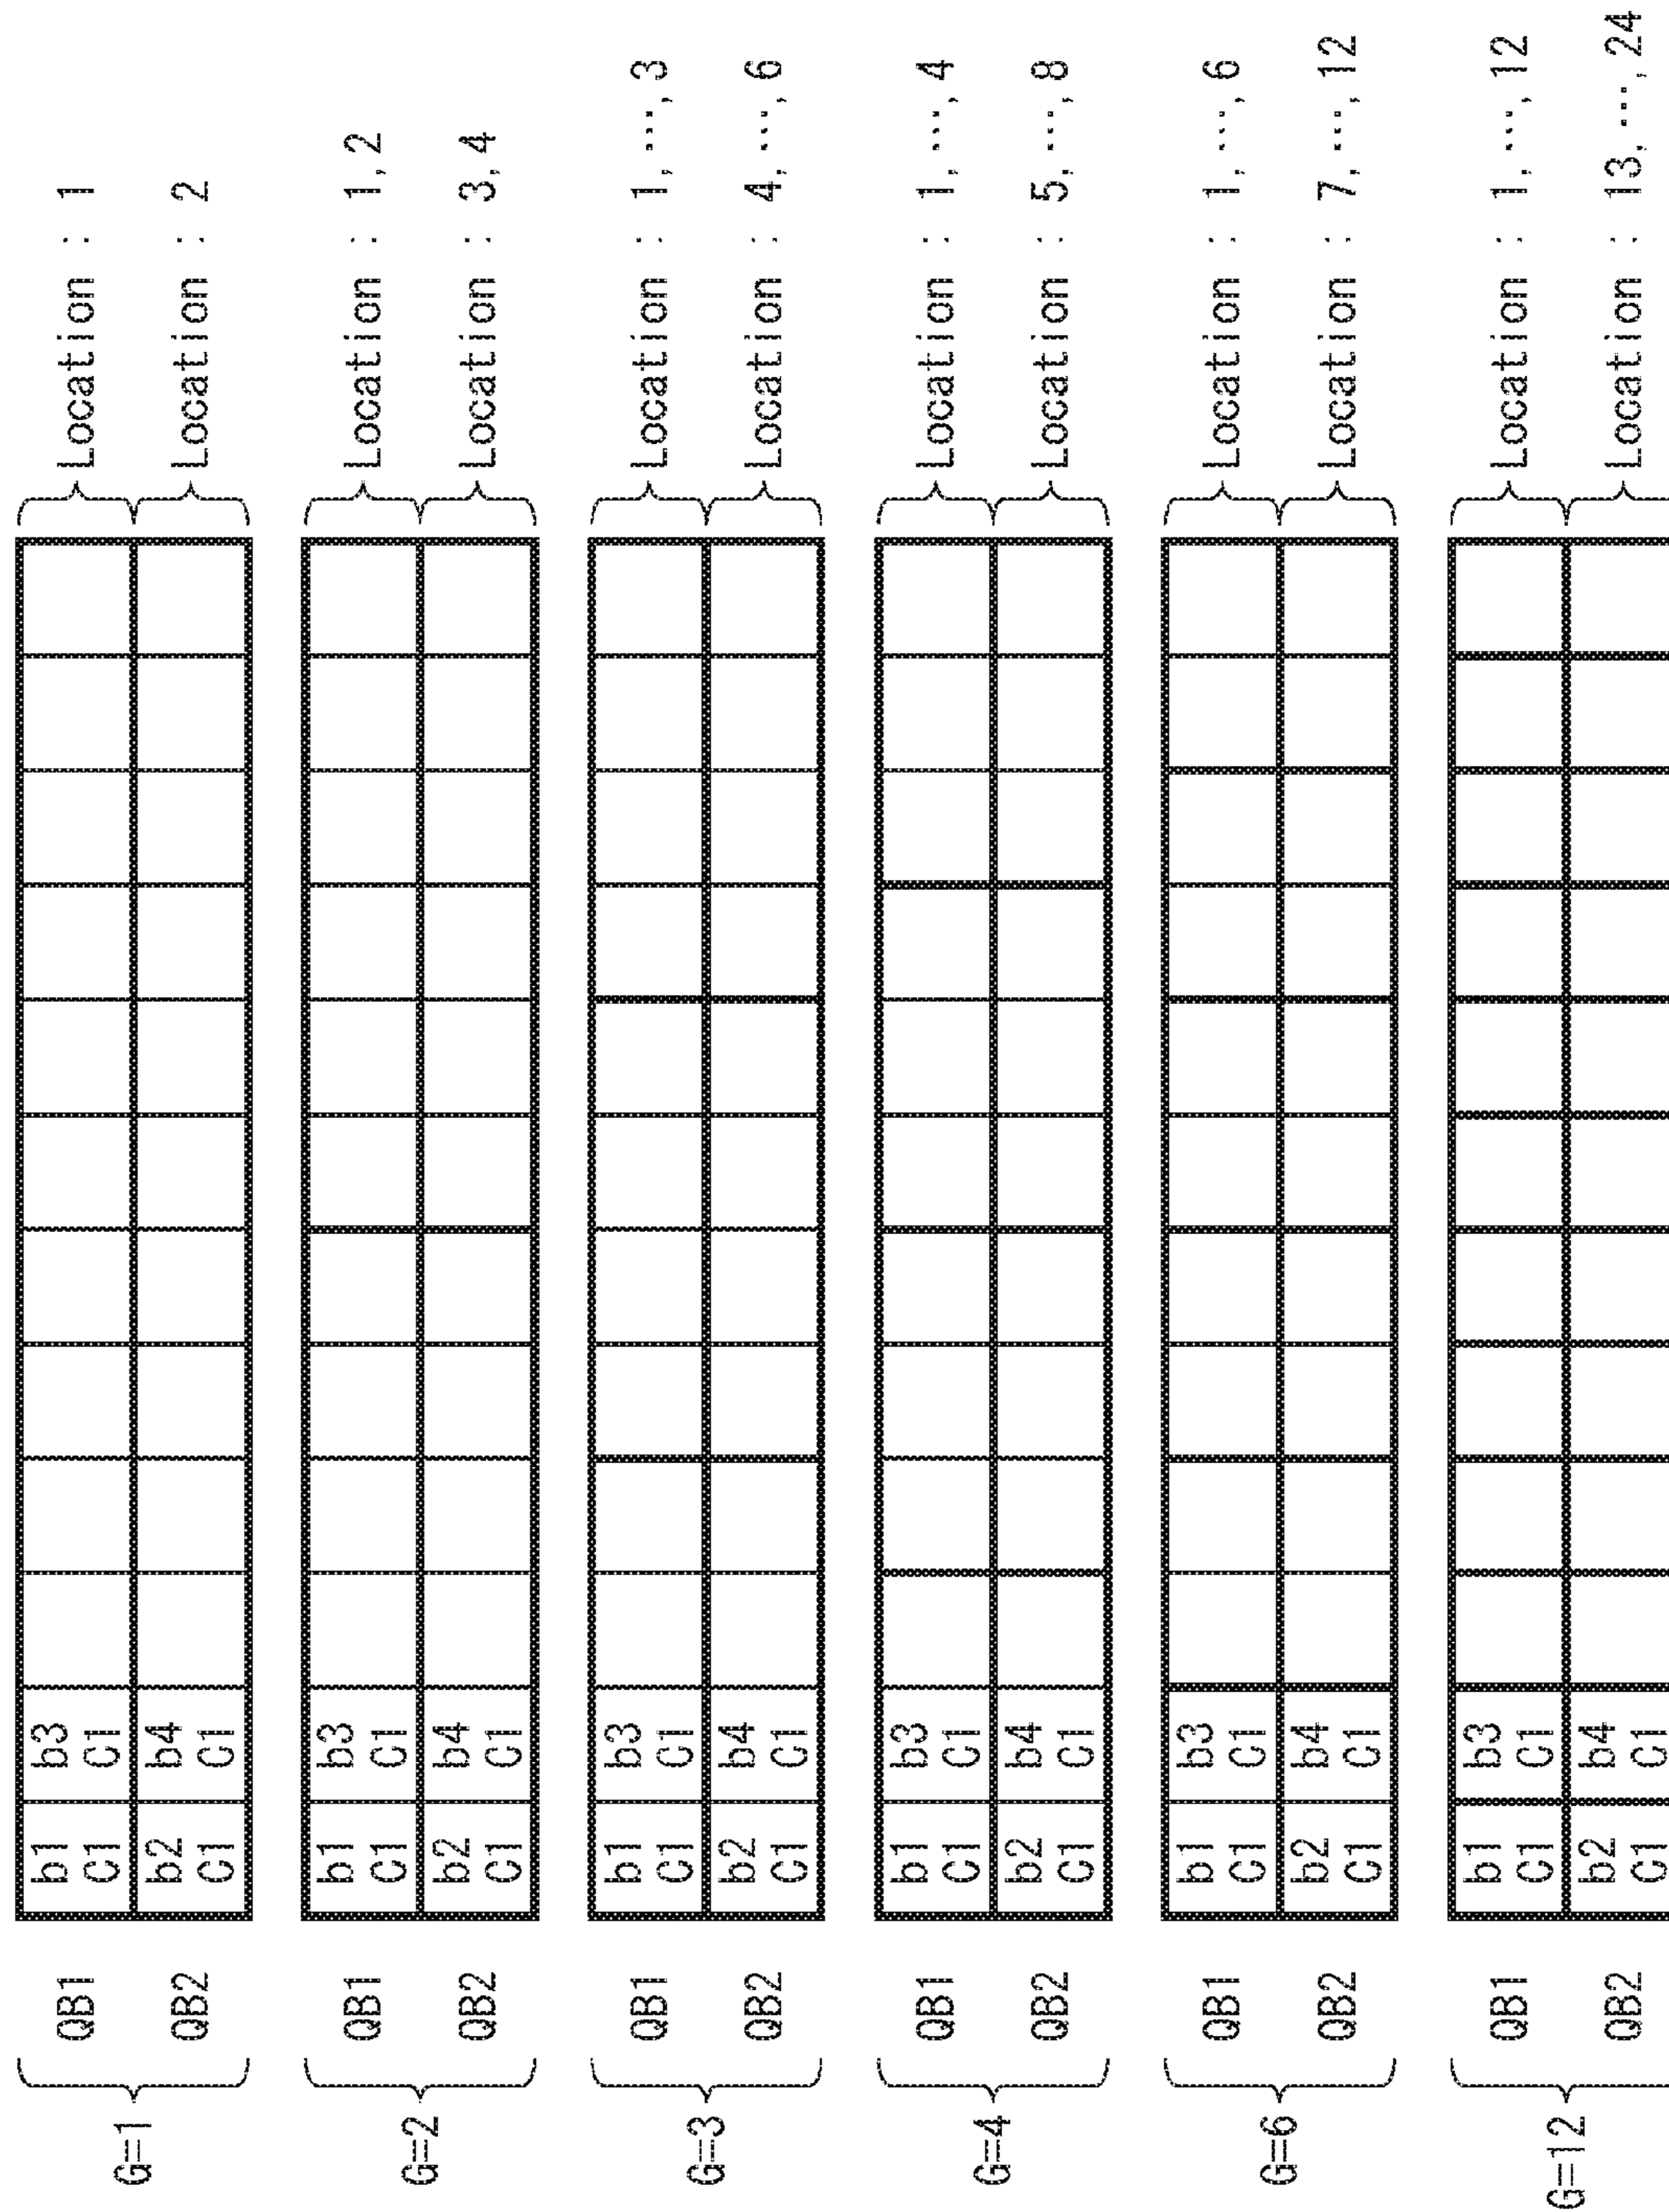 G=1
QB1 b1 C1 b3 C1 Location : 1
QB2 b2 C1 b4 C1 Location : 2
G=2
QB1 b1 C1 b3 C1 Location : 1, 2
QB2 b2 C1 b4 C1 Location : 3, 4
G=3
QB1 b1 C1 b3 C1 Location : 1, ..., 3
QB2 b2 C1 b4 C1 Location : 4, ..., 6
G=4
QB1 b1 C1 b3 C1 Location : 1, ..., 4
QB2 b2 C1 b4 C1 Location : 5, ..., 8
G=6
QB1 b1 C1 b3 C1 Location : 1, ..., 6
QB2 b2 C1 b4 C1 Location : 7, ..., 12
G=12
QB1 b1 C1 b3 C1 Location : 1, ..., 12
QB2 b2 C1 b4 C1 Location : 13, ..., 24